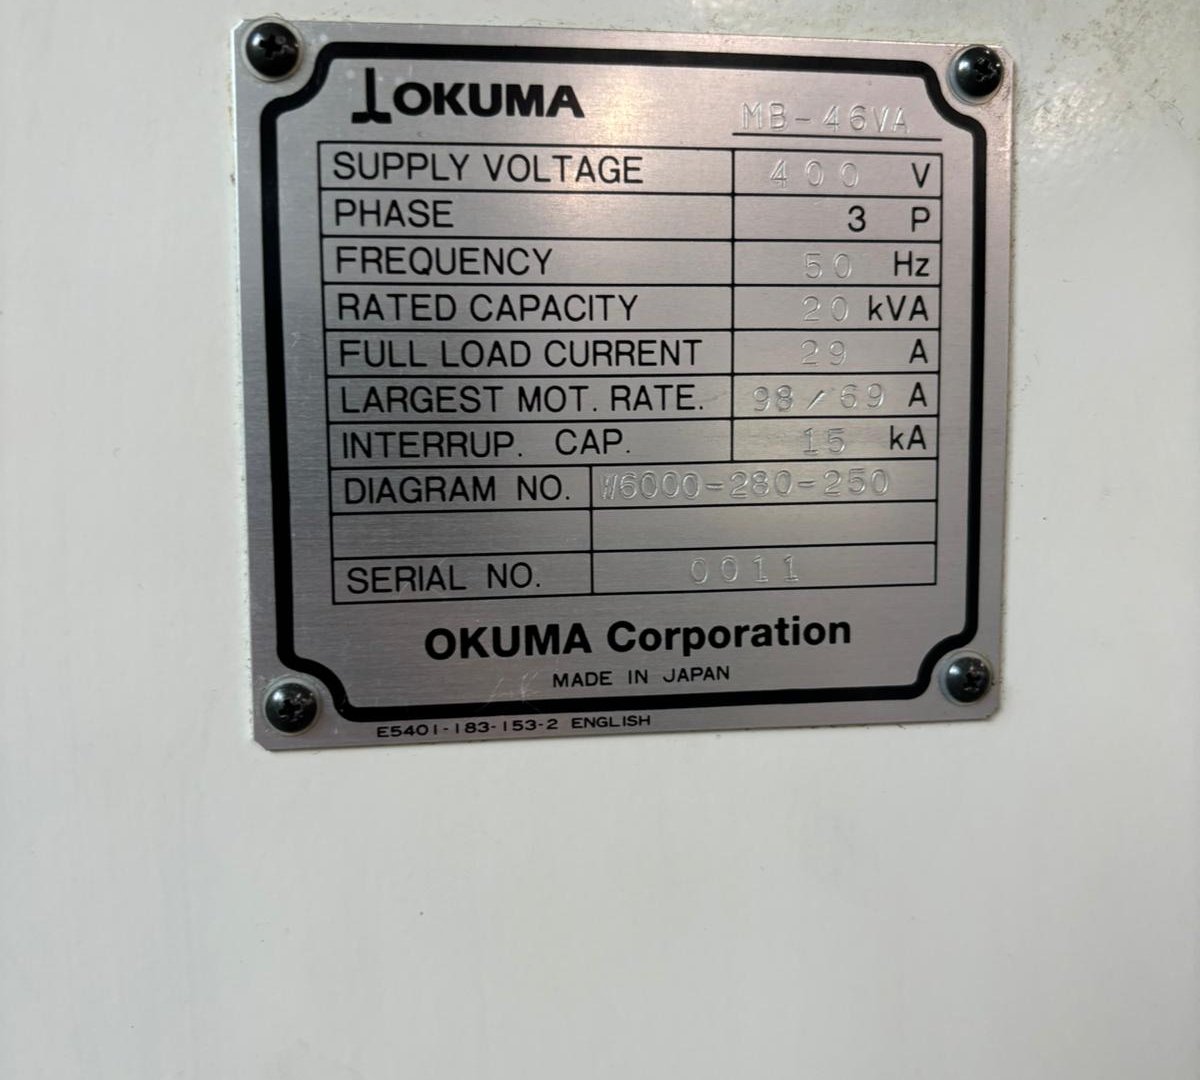 OKUMA
MB-46VA
SUPPLY VOLTAGE 400 V
PHASE 3 P
FREQUENCY 50 Hz
RATED CAPACITY 20 kVA
FULL LOAD CURRENT 29 A
LARGEST MOT. RATE. 98/69 A
INTERRUP. CAP. 15 kA
DIAGRAM NO. W6000-280-250
SERIAL NO. 0011
OKUMA Corporation
MADE IN JAPAN
E5401-183-153-2 ENGLISH